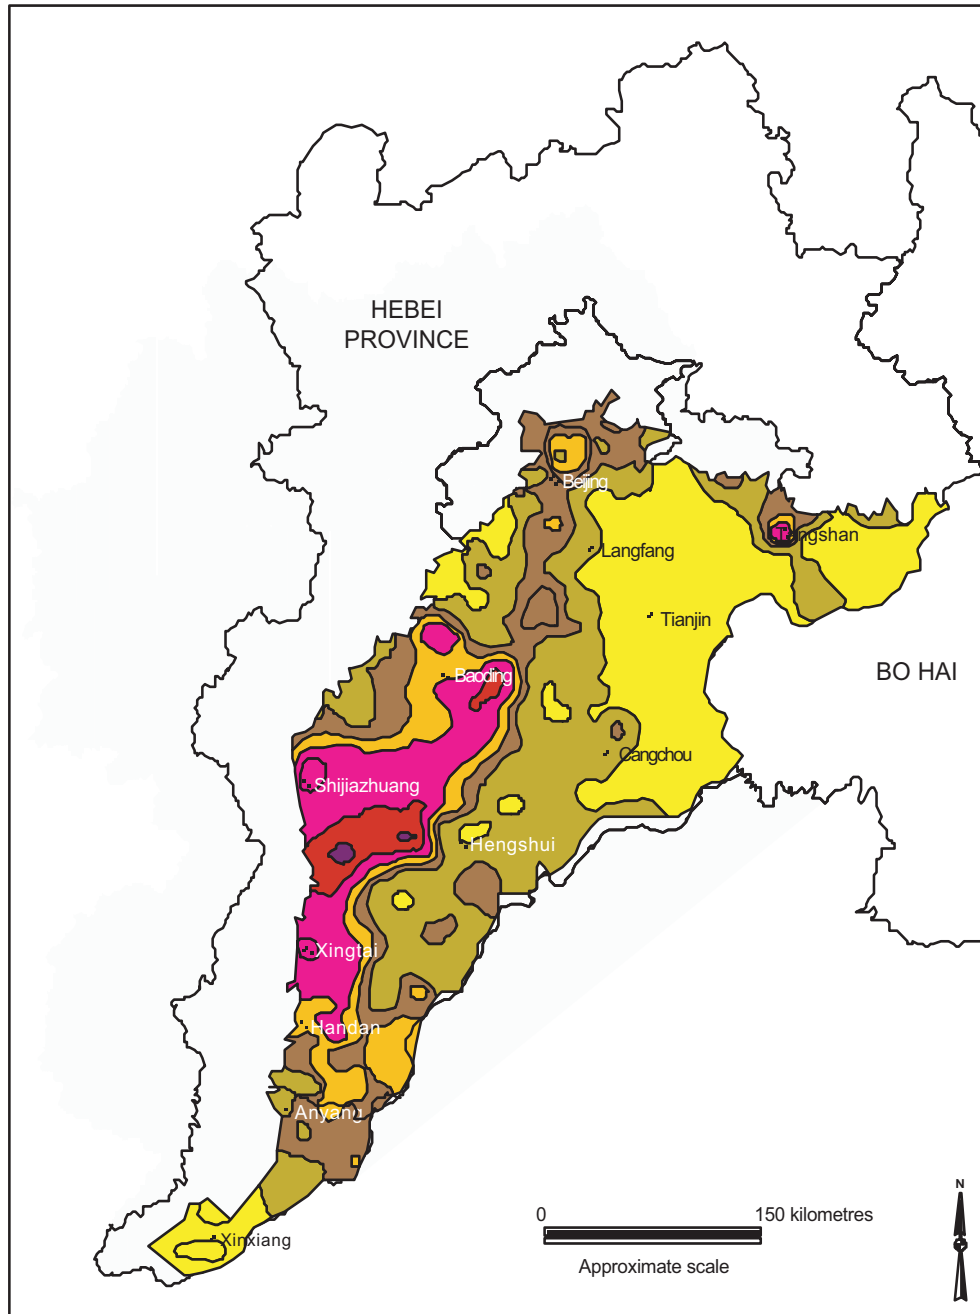 HEBEI
PROVINCE
Beijing
Tangshan
Langfang
Tianjin
BO HAI
Baoding
Cangchou
Shijiazhuang
Hengshui
Xingtai
Handan
Anyang
N
0 150 kilometres
Xinxiang
Approximate scale